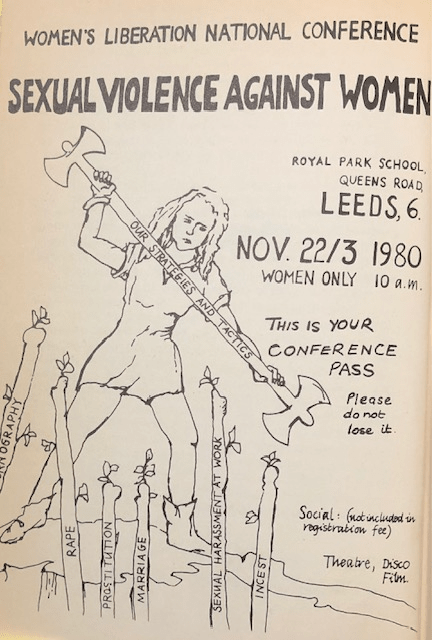 WOMEN'S LIBERATION NATIONAL CONFERENCE
SEXUAL VIOLENCE AGAINST WOMEN
ROYAL PARK SCHOOL,
QUEENS ROAD,
LEEDS, 6.
NOV. 22/3 1980
WOMEN ONLY 10 a.m.
OUR STRATEGIES AND TACTICS
THIS IS YOUR
CONFERENCE
PASS
Please
do not
lose it.
RAPE
PROSTITUTION
MARRIAGE
SEXUAL HARASSMENT AT WORK
INCEST
Social: (not included in
registration fee)
Theatre, Disco
Film.